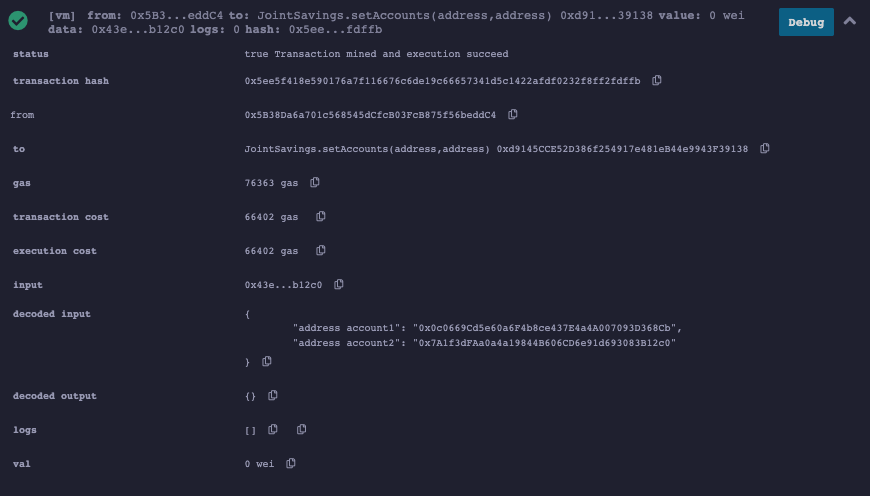 [vm] from: 0x5B3...eddC4 to: JointSavings.setAccounts(address,address) 0xd91...39138 value: 0 wei
data: 0x43e...b12c0 logs: 0 hash: 0x5ee...fdffb
Debug
status true Transaction mined and execution succeed
transaction hash 0x5ee5f418e590176a7f116676c6de19c66657341d5c1422afdf0232f8ff2fdffb
from 0x5B38Da6a701c568545dCfcB03FcB875f56beddC4
to JointSavings.setAccounts(address,address) 0xd9145CCE52D386f254917e481eB44e9943F39138
gas 76363 gas
transaction cost 66402 gas
execution cost 66402 gas
input 0x43e...b12c0
decoded input {
"address account1": "0x0c0669Cd5e60a6F4b8ce437E4a4A007093D368Cb",
"address account2": "0x7A1f3dFAa0a4a19844B606CD6e91d693083B12c0"
}
decoded output {}
logs []
val 0 wei